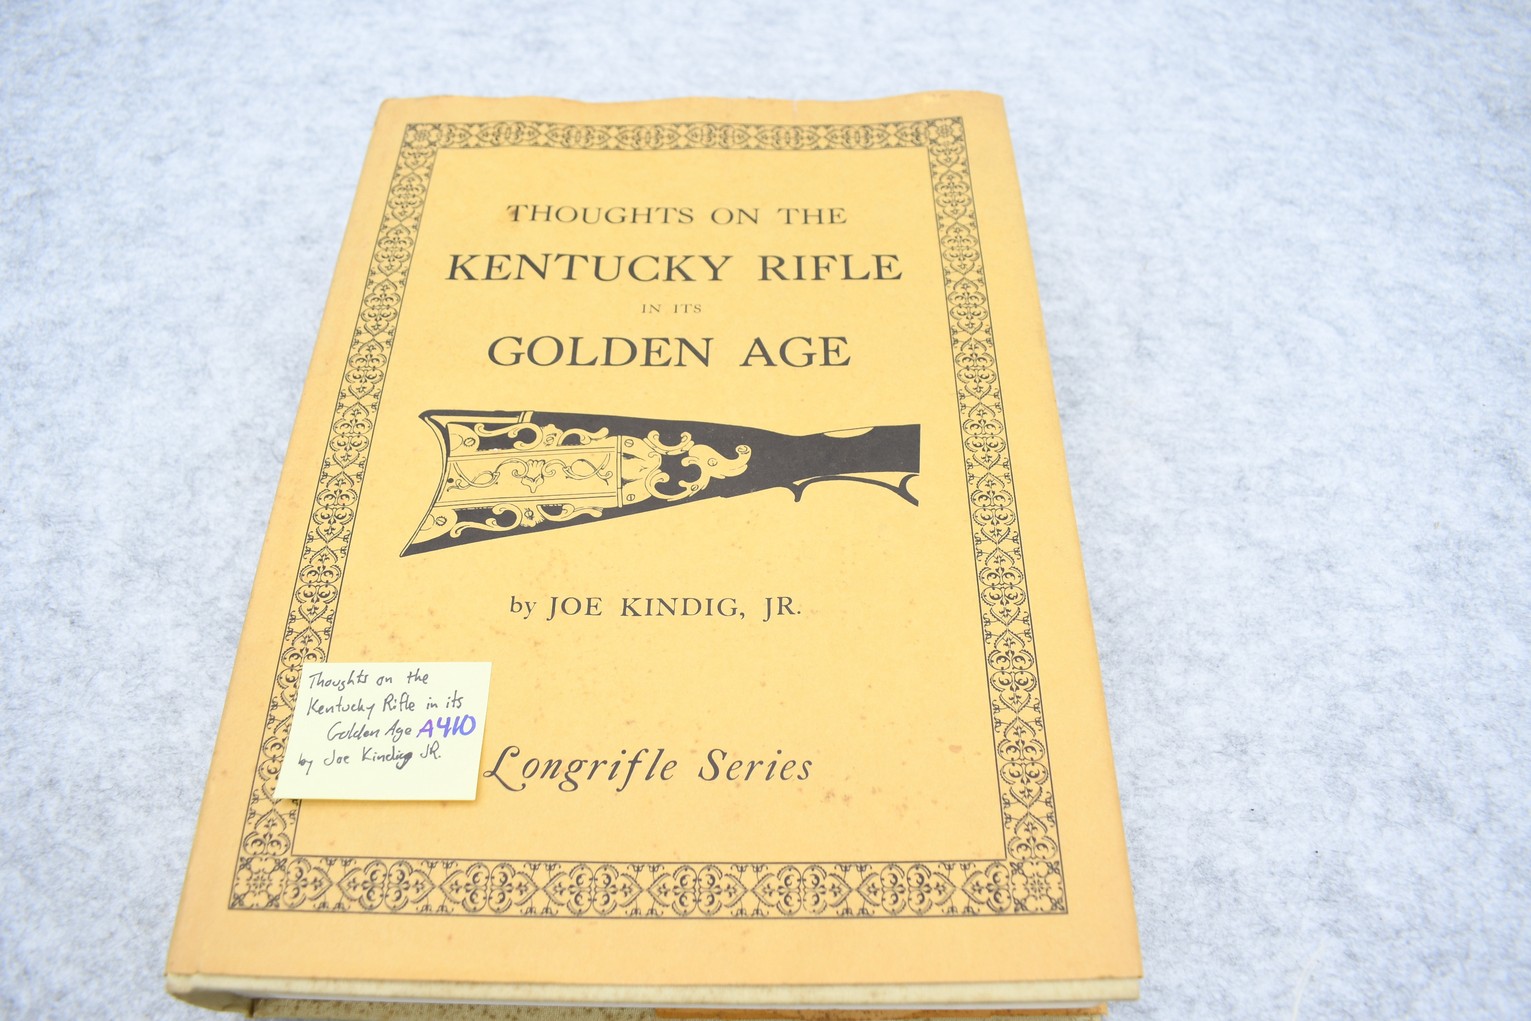 THOUGHTS ON THE
KENTUCKY RIFLE
IN ITS
GOLDEN AGE
by JOE KINDIG, JR.
Thoughts on the
Kentucky Rifle in its
Golden Age A410
by Joe Kindig JR.
Longrifle Series